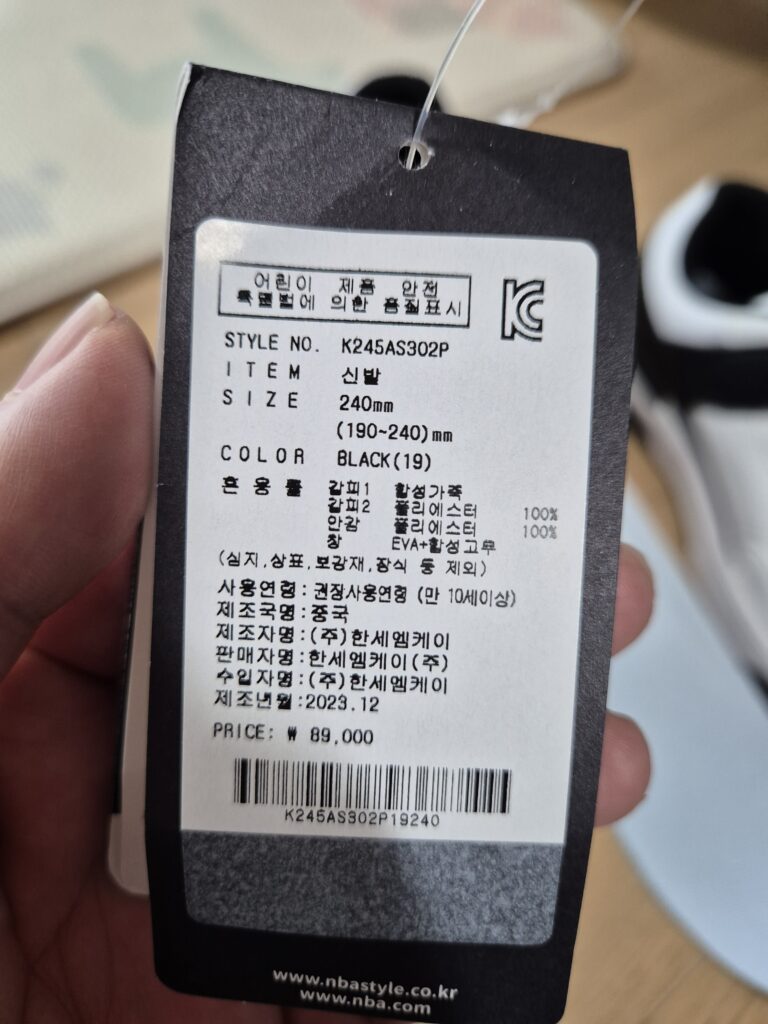 어린이 제품 안전
특별법에 의한 품질표시
KC
STYLE NO. K245AS302P
ITEM 신발
SIZE 240mm
(190~240)mm
COLOR BLACK(19)
혼용률 갑피1 합성가죽
갑피2 폴리에스터 100%
안감 폴리에스터 100%
창 EVA+합성고무
(심지,상표,보강재,장식 등 제외)
사용연령:권장사용연령 (만 10세이상)
제조국명:중국
제조자명:(주)한세엠케이
판매자명:한세엠케이(주)
수입자명:(주)한세엠케이
제조년월:2023.12
PRICE: ₩ 89,000
K245AS302P19240
www.nbastyle.co.kr
www.nba.com